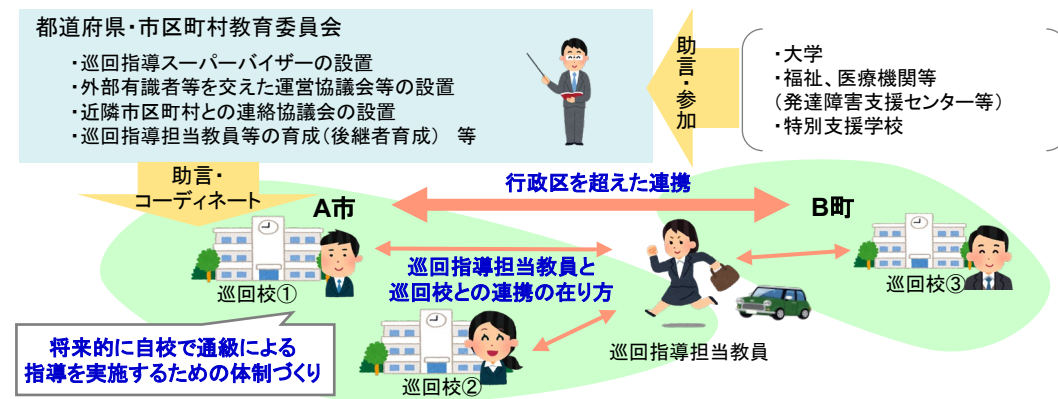 都道府県・市区町村教育委員会
・巡回指導スーパーバイザーの設置
・外部有識者等を交えた運営協議会等の設置
・近隣市区町村との連絡協議会の設置
・巡回指導担当教員等の育成（後継者育成）　等
助言・参加
・大学
・福祉、医療機関等
（発達障害支援センター等）
・特別支援学校
助言・
コーディネート
行政区を超えた連携
A市
B町
巡回校①
巡回指導担当教員と
巡回校との連携の在り方
巡回校③
将来的に自校で通級による
指導を実施するための体制づくり
巡回校②
巡回指導担当教員